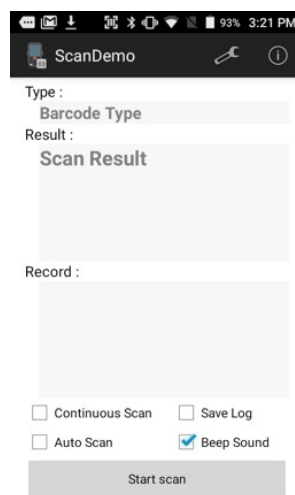 93% 3:21 PM
ScanDemo
Type :
Barcode Type
Result :
Scan Result
Record :
Continuous Scan
Save Log
Auto Scan
Beep Sound
Start scan